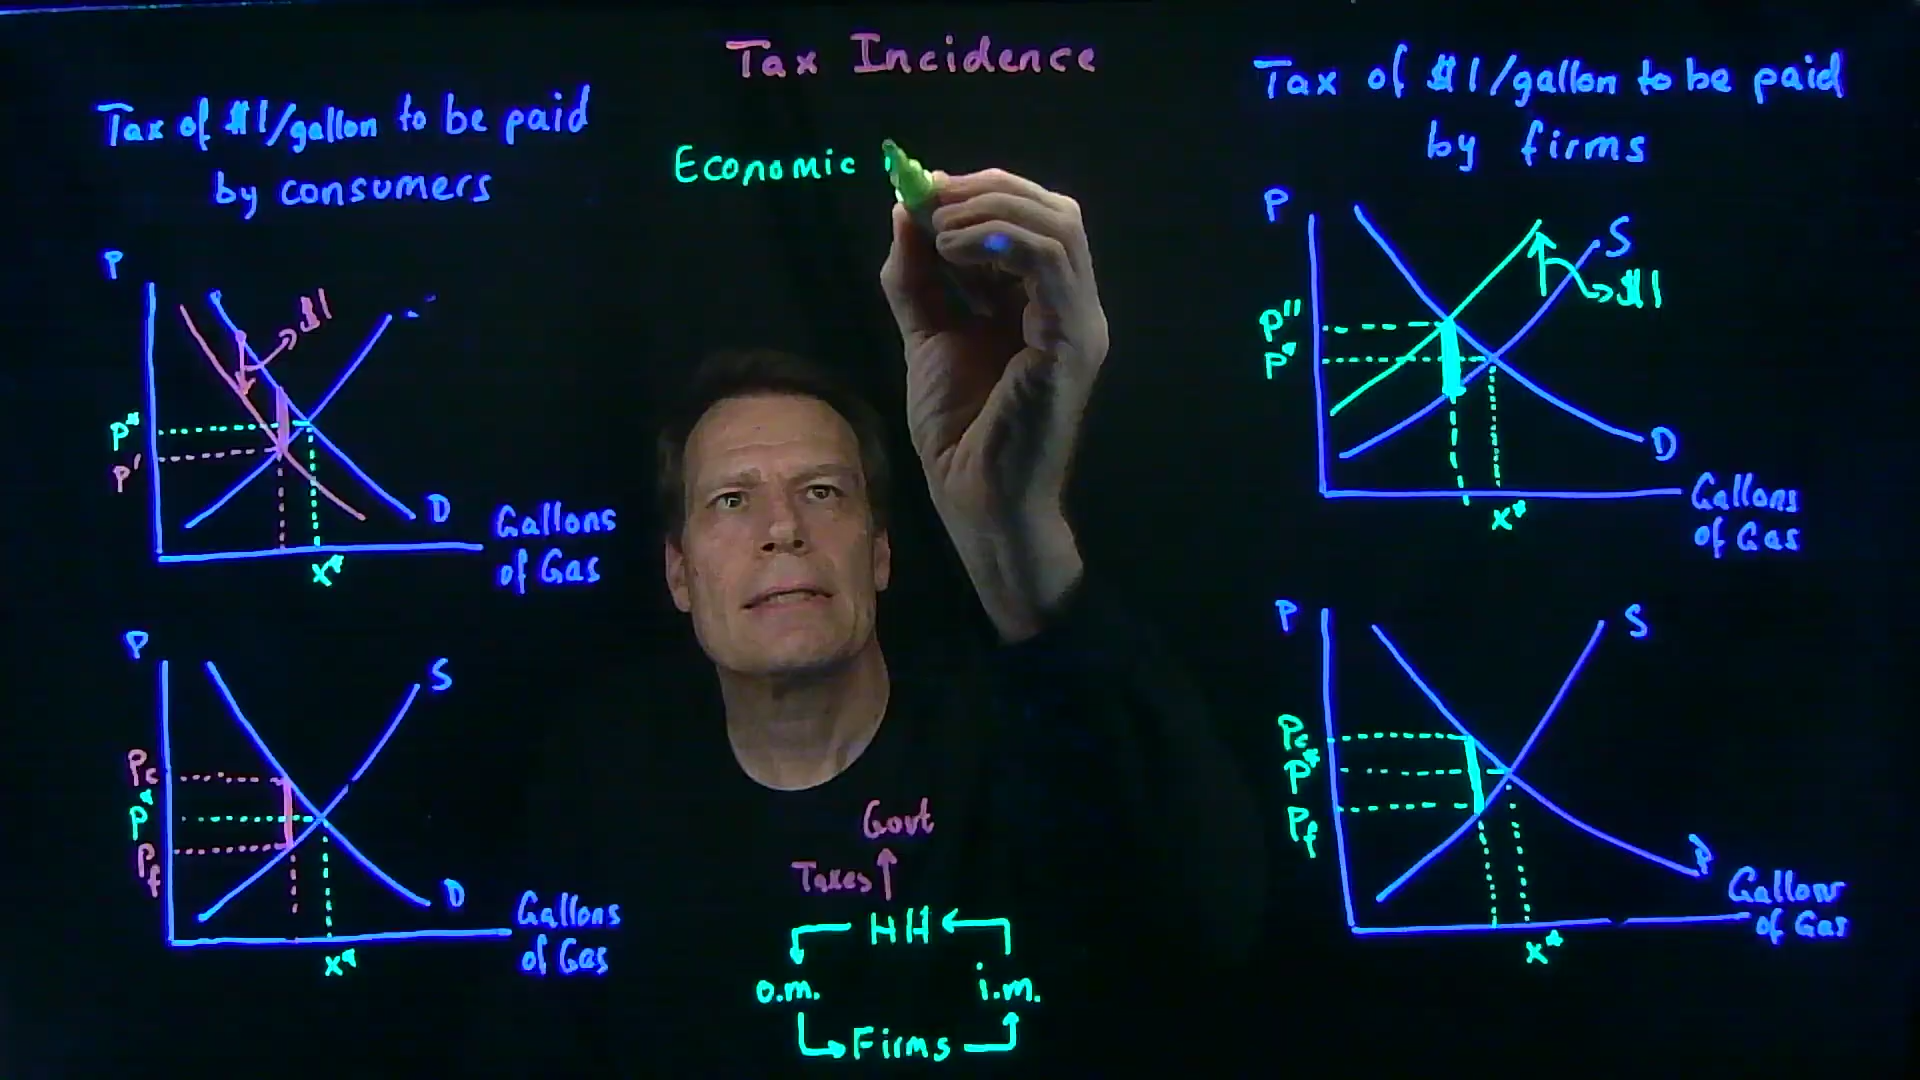 Tax Incidence
Economic
Tax of $1/gallon to be paid
by consumers
P
$1
P*
P'
D
X*
Gallons
of Gas
P
S
Pc
P*
Pf
D
X*
Gallons
of Gas
Govt
Taxes
HH
o.m.
i.m.
Firms
Tax of $1/gallon to be paid
by firms
P
S
$1
P"
P*
D
X*
Gallons
of Gas
P
S
Pc
P*
Pf
X*
of Gas